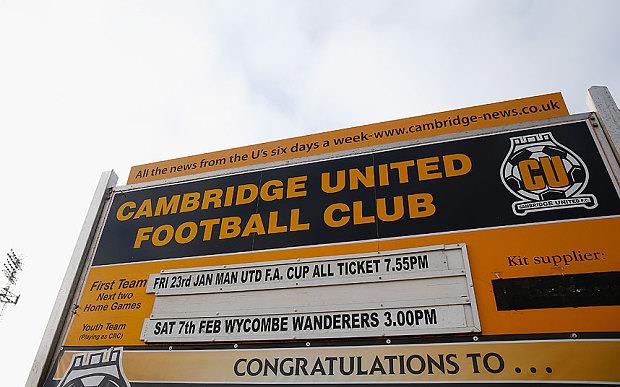 All the news from the U's six days a week-www.cambridge-news.co.uk
CAMBRIDGE UNITED
FOOTBALL CLUB
CU
CAMBRIDGE UNITED F.C.
First Team
Next two
Home Games
FRI 23rd JAN MAN UTD F.A. CUP ALL TICKET 7.55PM
Kit supplier:
Youth Team
(Playing as CRC)
SAT 7th FEB WYCOMBE WANDERERS 3.00PM
CONGRATULATIONS TO ...